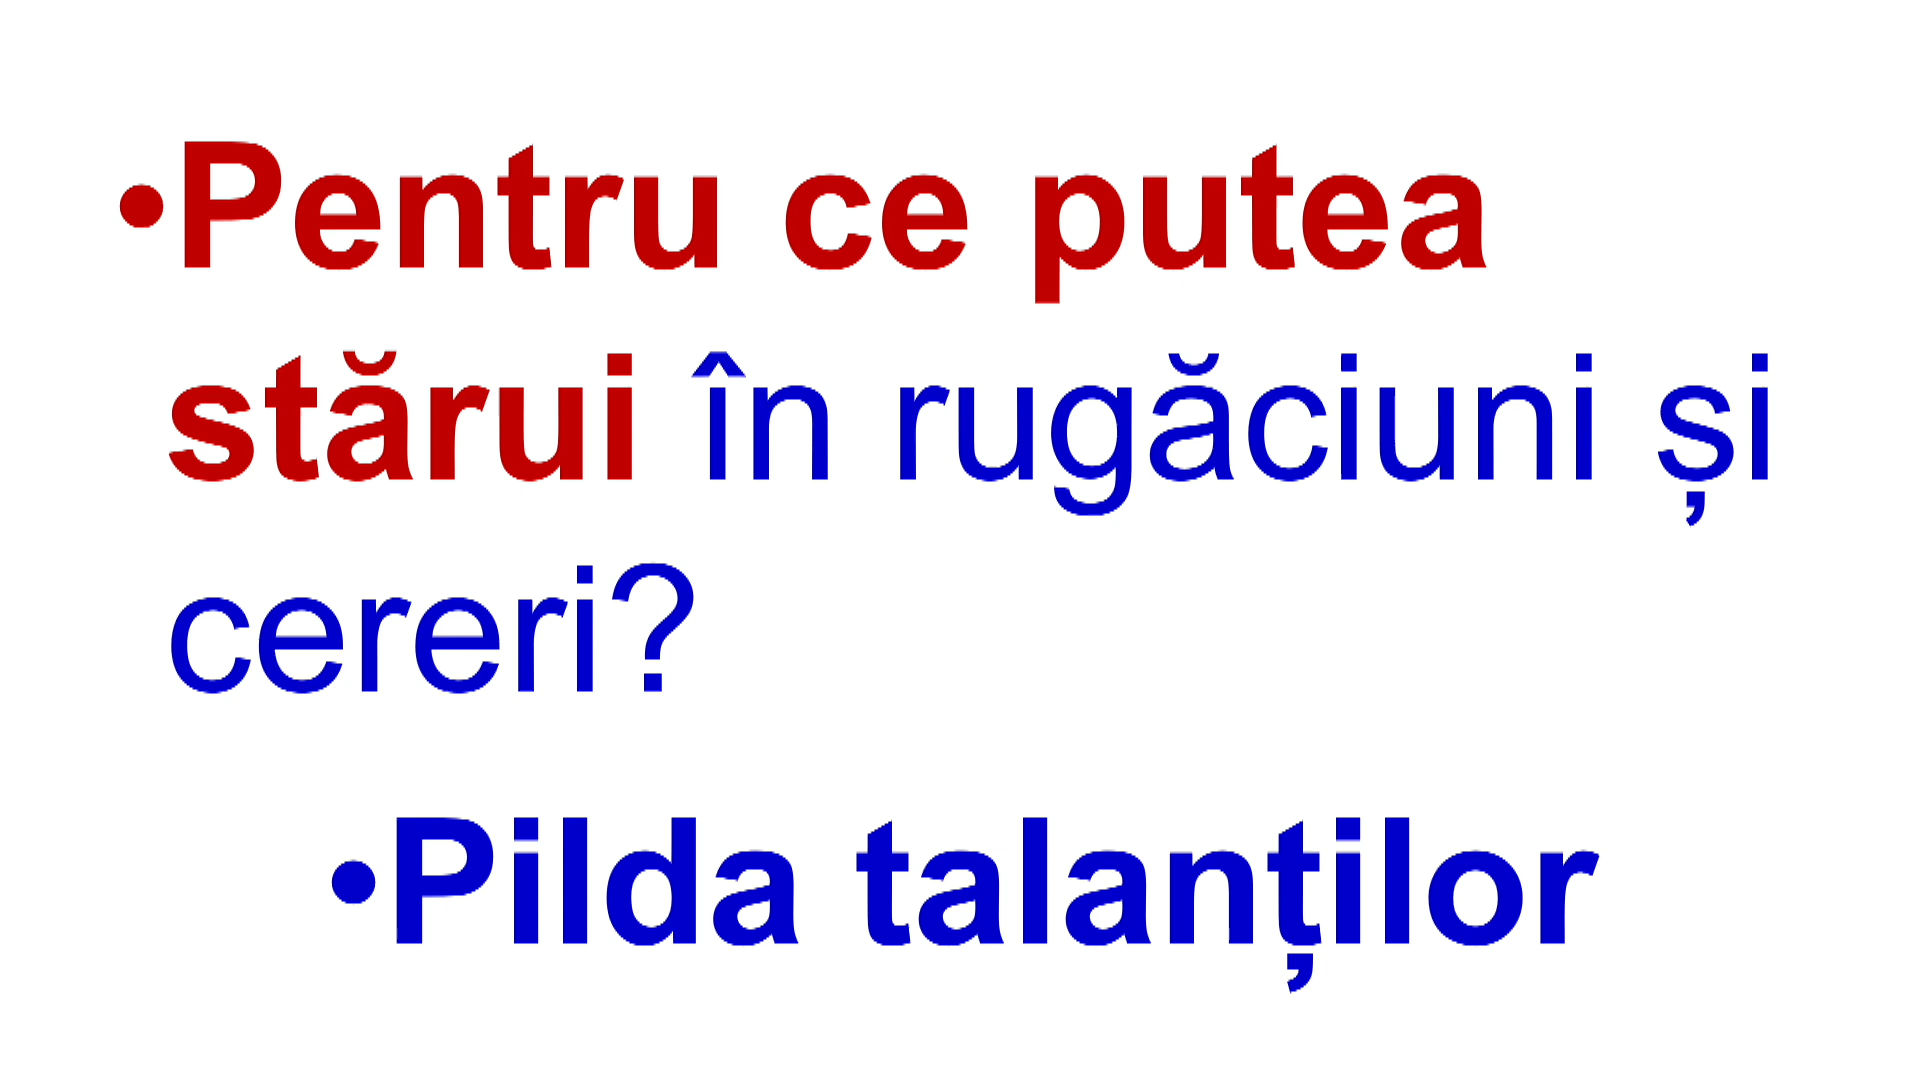 •Pentru ce putea
stărui în rugăciuni și
cereri?
•Pilda talanților